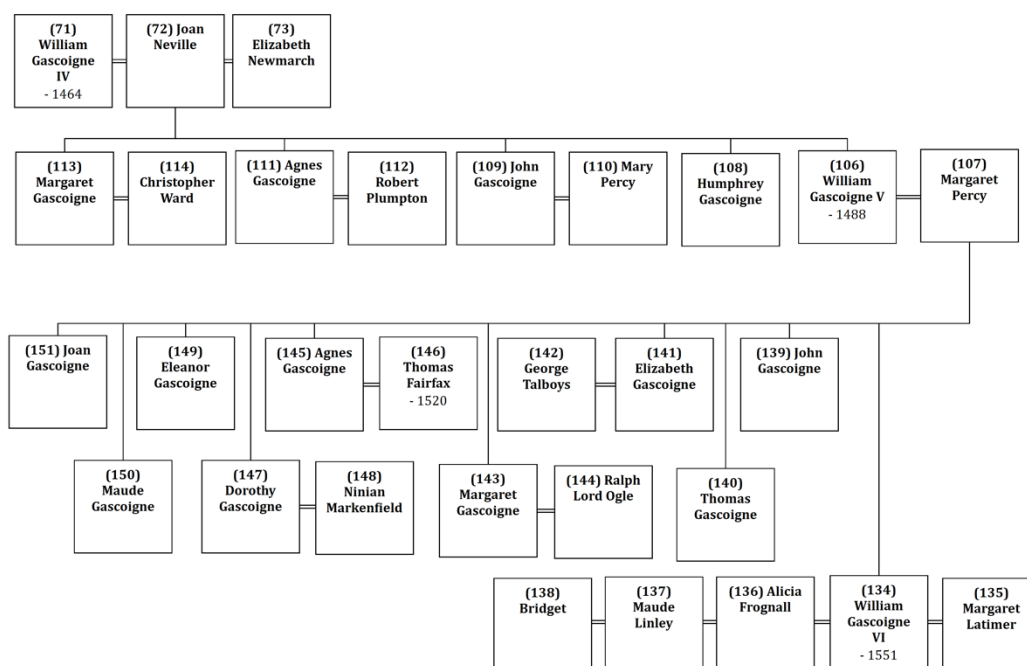 (71)
William
Gascoigne
IV
- 1464
(72) Joan
Neville
(73)
Elizabeth
Newmarch
(113)
Margaret
Gascoigne
(114)
Christopher
Ward
(111) Agnes
Gascoigne
(112)
Robert
Plumpton
(109) John
Gascoigne
(110) Mary
Percy
(108)
Humphrey
Gascoigne
(106)
William
Gascoigne V
- 1488
(107)
Margaret
Percy
(151) Joan
Gascoigne
(149)
Eleanor
Gascoigne
(145) Agnes
Gascoigne
(146)
Thomas
Fairfax
- 1520
(142)
George
Talboys
(141)
Elizabeth
Gascoigne
(139) John
Gascoigne
(150)
Maude
Gascoigne
(147)
Dorothy
Gascoigne
(148)
Ninian
Markenfield
(143)
Margaret
Gascoigne
(144) Ralph
Lord Ogle
(140)
Thomas
Gascoigne
(138)
Bridget
(137)
Maude
Linley
(136) Alicia
Frognall
(134)
William
Gascoigne
VI
- 1551
(135)
Margaret
Latimer